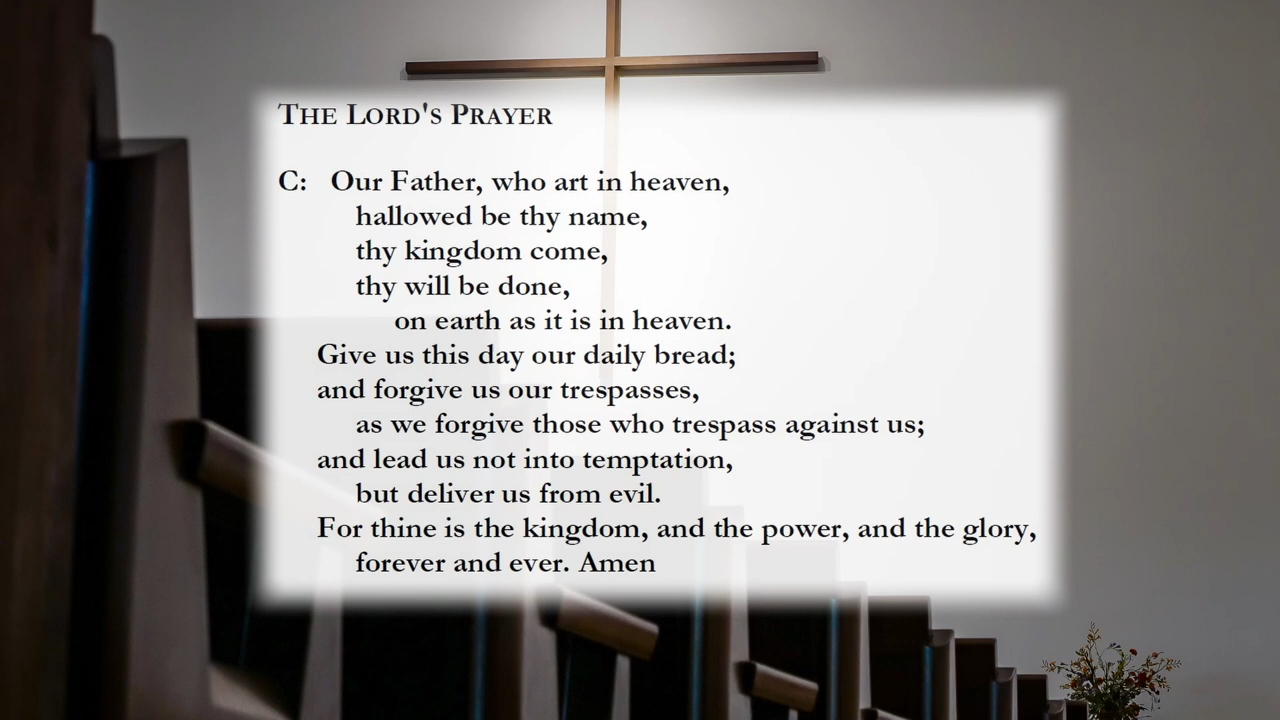 The Lord's Prayer
C: Our Father, who art in heaven,
hallowed be thy name,
thy kingdom come,
thy will be done,
on earth as it is in heaven.
Give us this day our daily bread;
and forgive us our trespasses,
as we forgive those who trespass against us;
and lead us not into temptation,
but deliver us from evil.
For thine is the kingdom, and the power, and the glory,
forever and ever. Amen